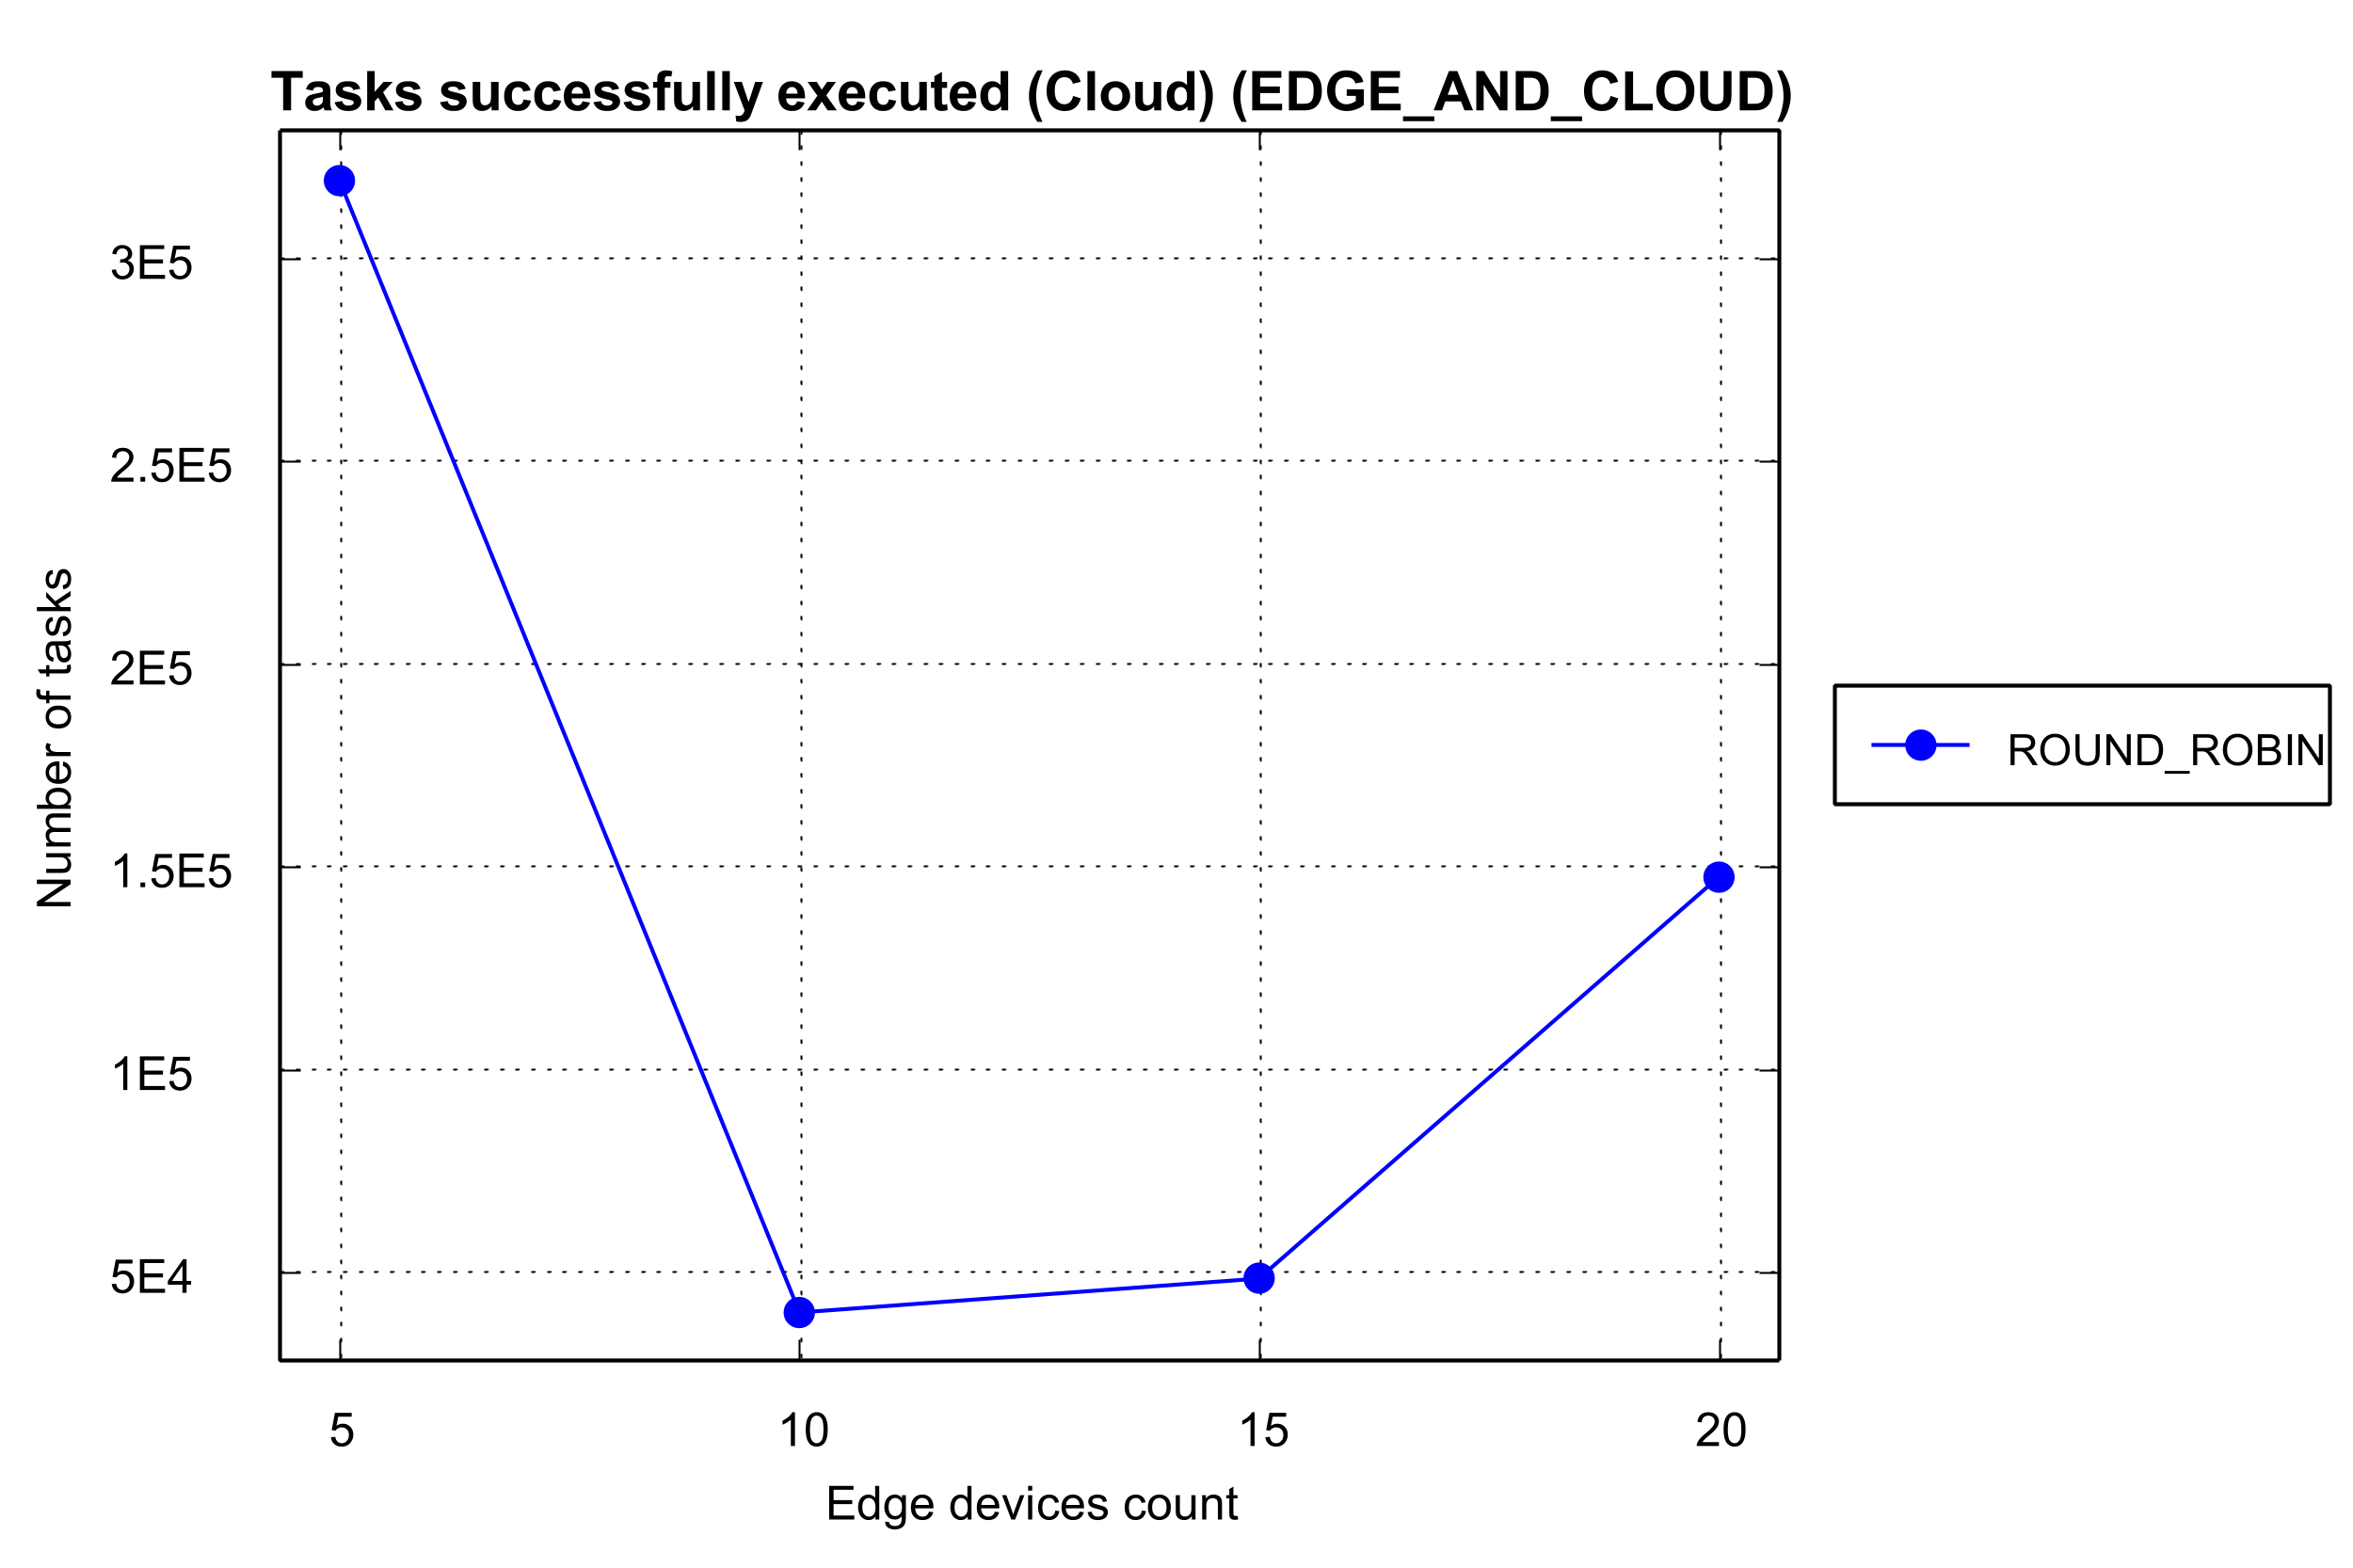 Tasks successfully executed (Cloud) (EDGE_AND_CLOUD)
3E5
2.5E5
2E5
1.5E5
1E5
5E4
Number of tasks
5 10 15 20
Edge devices count
ROUND_ROBIN